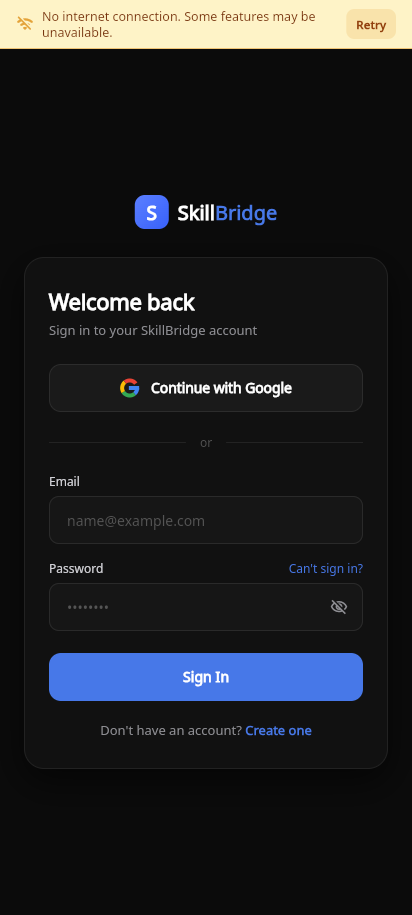 No internet connection. Some features may be
unavailable.
Retry
S SkillBridge
Welcome back
Sign in to your SkillBridge account
Continue with Google
or
Email
name@example.com
Password
Can't sign in?
••••••••
Sign In
Don't have an account? Create one